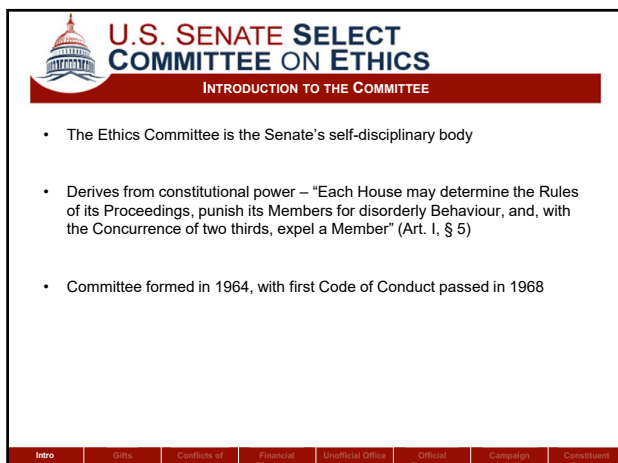 U.S. SENATE SELECT
COMMITTEE ON ETHICS
INTRODUCTION TO THE COMMITTEE
• The Ethics Committee is the Senate's self-disciplinary body
• Derives from constitutional power – “Each House may determine the Rules
of its Proceedings, punish its Members for disorderly Behaviour, and, with
the Concurrence of two thirds, expel a Member” (Art. I, § 5)
• Committee formed in 1964, with first Code of Conduct passed in 1968
Intro Gifts Conflicts of Financial Unofficial Office Official Campaign Constituent